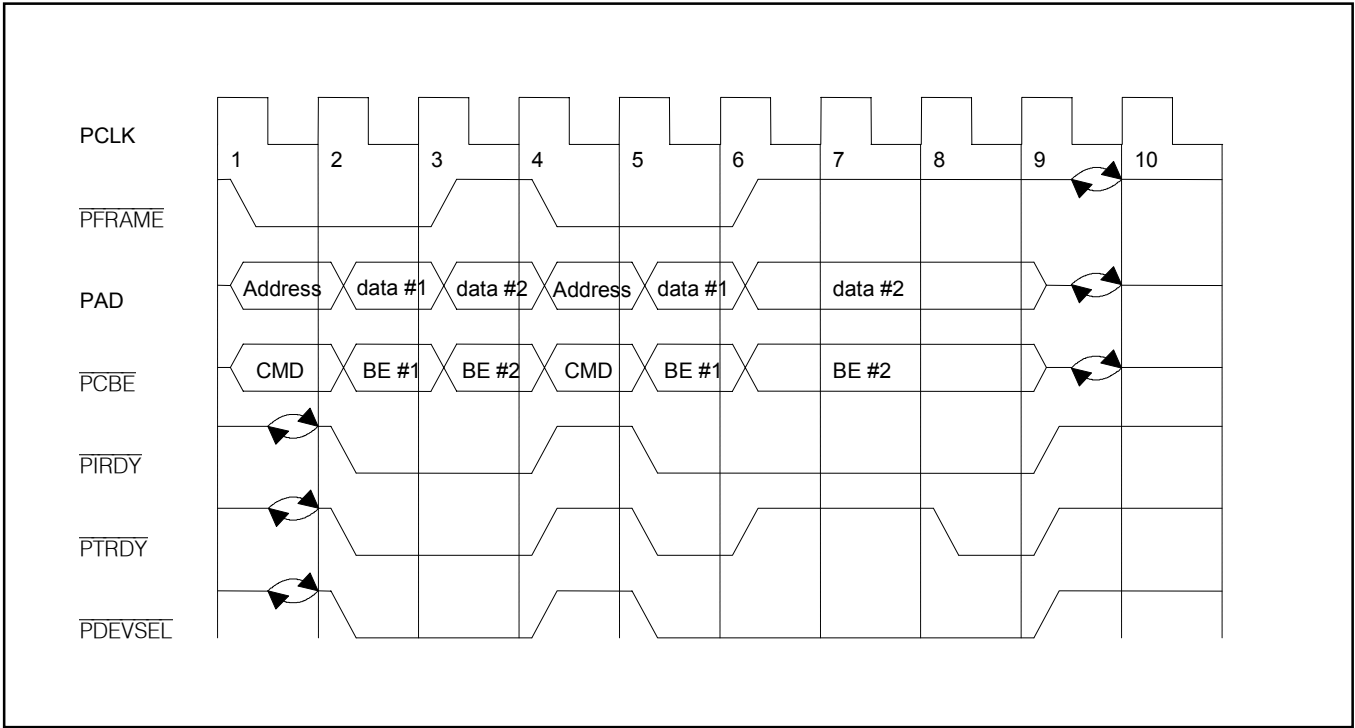 PCLK
1 2 3 4 5 6 7 8 9 10
PFRAME
PAD
Address data #1 data #2 Address data #1 data #2
PCBE
CMD BE #1 BE #2 CMD BE #1 BE #2
PIRDY
PTRDY
PDEVSEL